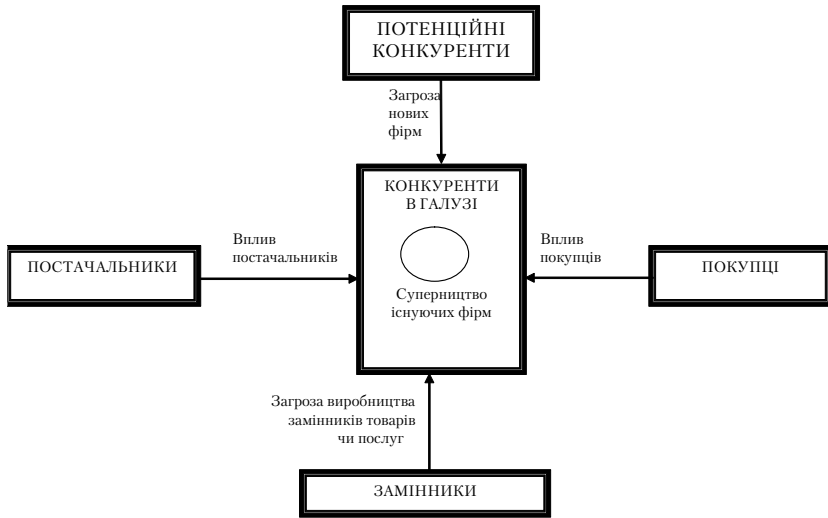 ПОТЕНЦІЙНІ
КОНКУРЕНТИ
Загроза
нових
фірм
КОНКУРЕНТИ
В ГАЛУЗІ
Вплив
постачальників
Вплив
покупців
ПОСТАЧАЛЬНИКИ
ПОКУПЦІ
Суперництво
існуючих фірм
Загроза виробництва
замінників товарів
чи послуг
ЗАМІННИКИ